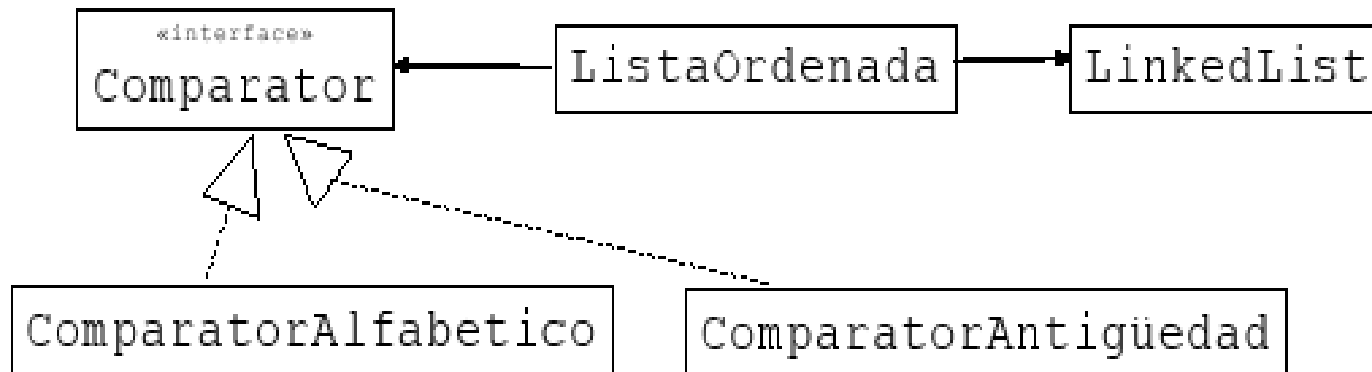 «interface»
Comparator
ListaOrdenada
LinkedList
ComparatorAlfabetico
ComparatorAntigüedad